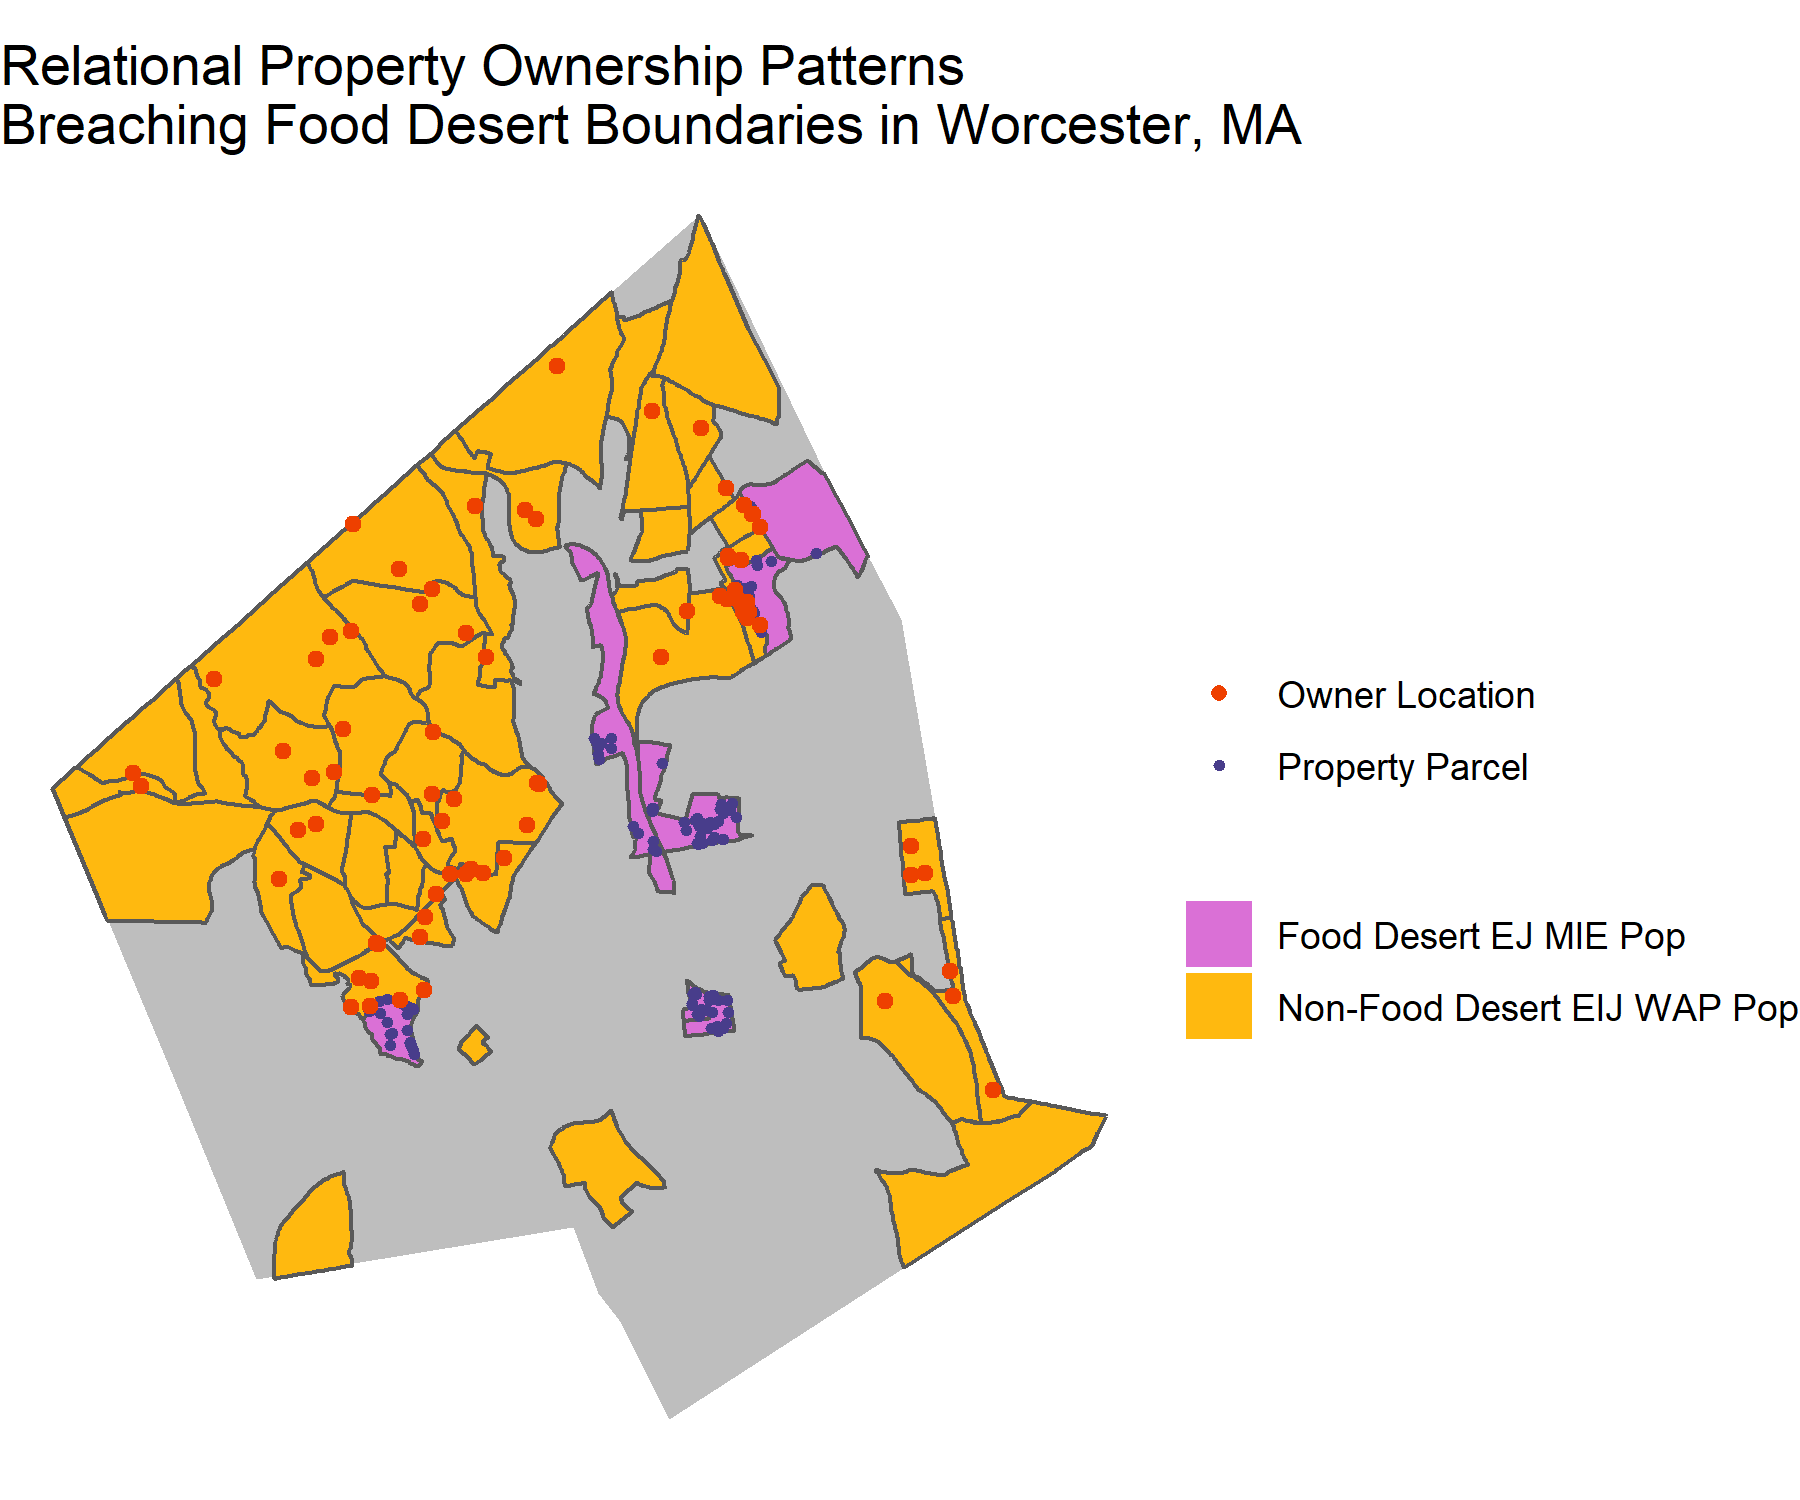 Relational Property Ownership Patterns
Breaching Food Desert Boundaries in Worcester, MA
Owner Location
Property Parcel
Food Desert EJ MIE Pop
Non-Food Desert EIJ WAP Pop